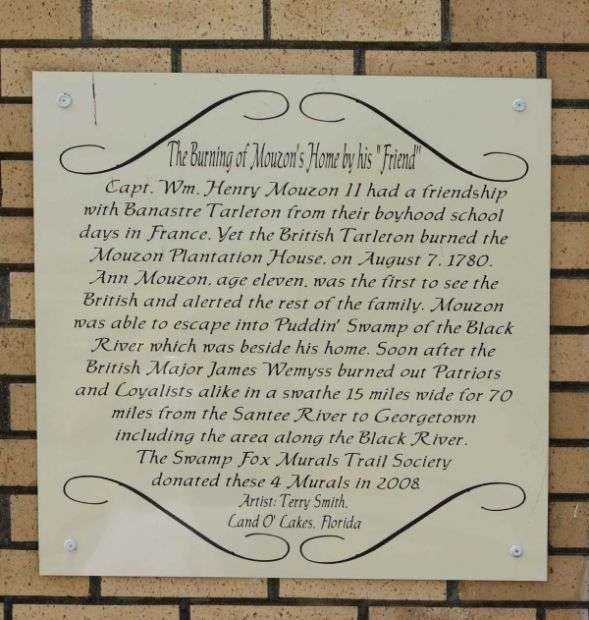 The Burning of Mouzon's Home by his "Friend"
Capt. Wm. Henry Mouzon II had a friendship
with Banastre Tarleton from their boyhood school
days in France. Yet the British Tarleton burned the
Mouzon Plantation House, on August 7, 1780.
Ann Mouzon, age eleven, was the first to see the
British and alerted the rest of the family. Mouzon
was able to escape into Puddin' Swamp of the Black
River which was beside his home. Soon after the
British Major James Wemyss burned out Patriots
and Loyalists alike in a swathe 15 miles wide for 70
miles from the Santee River to Georgetown
including the area along the Black River.
The Swamp Fox Murals Trail Society
donated these 4 Murals in 2008.
Artist: Terry Smith,
Land O' Lakes, Florida